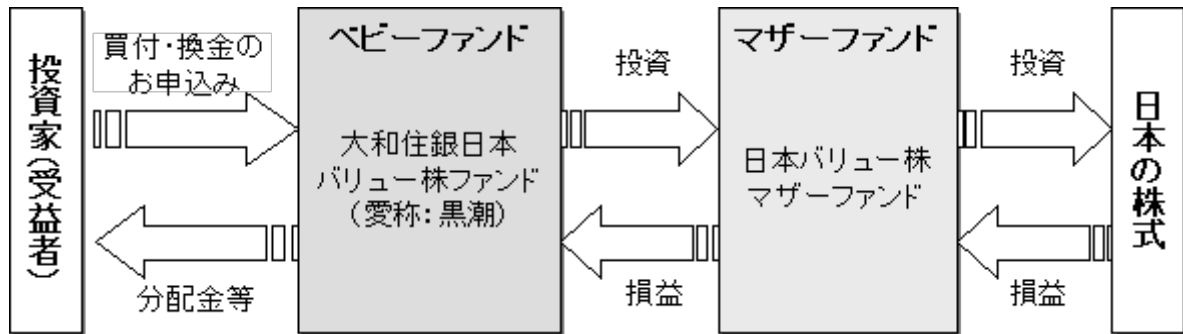 投資家(受益者)
買付・換金の
お申込み
分配金等
ベビーファンド
大和住銀日本
バリュー株ファンド
(愛称：黒潮)
投資
損益
マザーファンド
日本バリュー株
マザーファンド
投資
損益
日本の株式